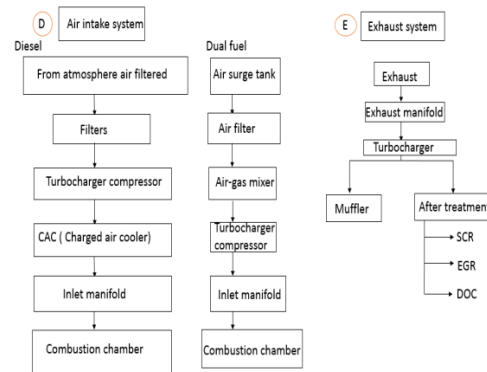 D
Air intake system
Diesel
From atmosphere air filtered
Filters
Turbocharger compressor
CAC ( Charged air cooler)
Inlet manifold
Combustion chamber
Dual fuel
Air surge tank
Air filter
Air-gas mixer
Turbocharger
compressor
Inlet manifold
Combustion chamber
E
Exhaust system
Exhaust
Exhaust manifold
Turbocharger
Muffler
After treatment
SCR
EGR
DOC